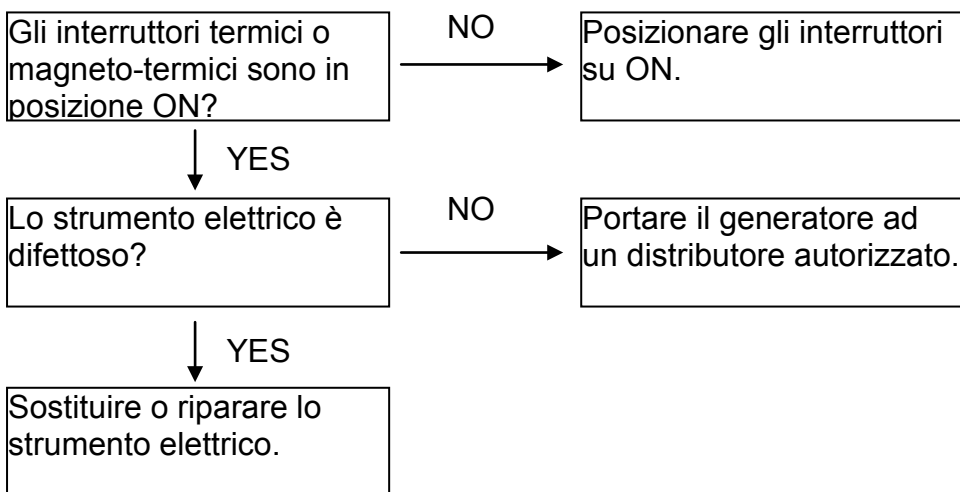 Gli interruttori termici o
magneto-termici sono in
posizione ON?
NO
Posizionare gli interruttori
su ON.
YES
Lo strumento elettrico è
difettoso?
NO
Portare il generatore ad
un distributore autorizzato.
YES
Sostituire o riparare lo
strumento elettrico.